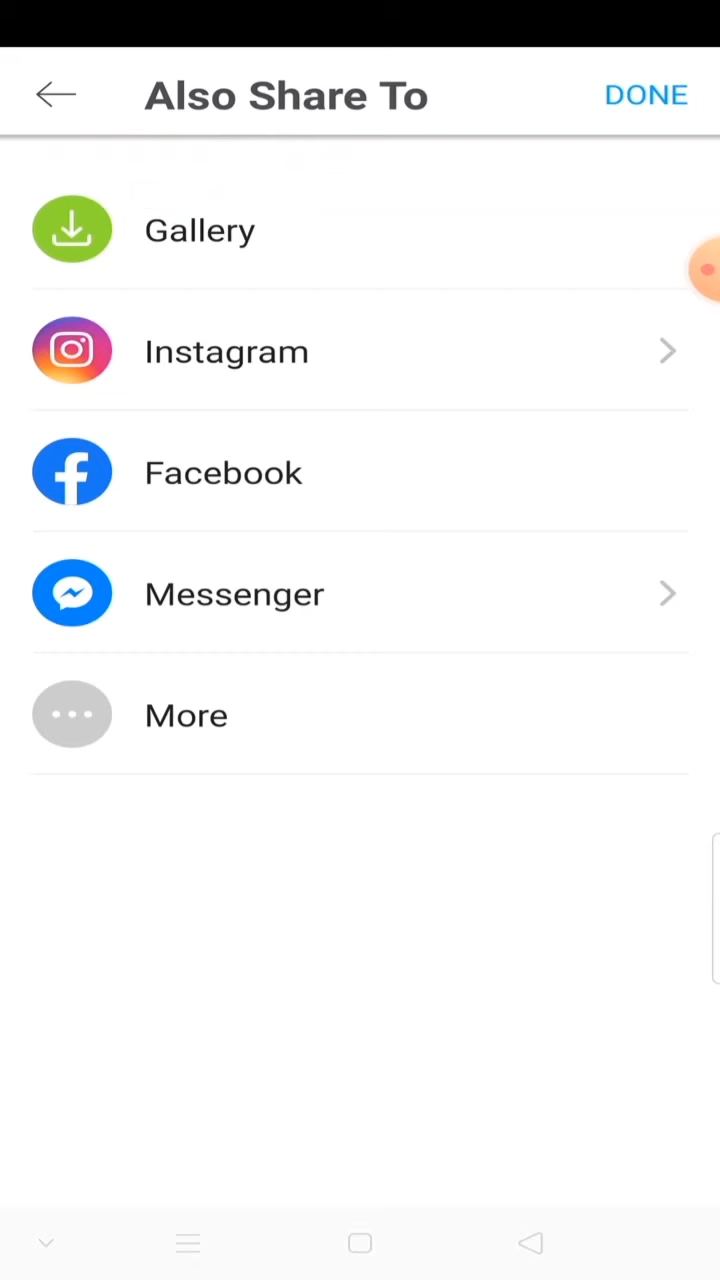 Also Share To
DONE
Gallery
Instagram
Facebook
Messenger
More